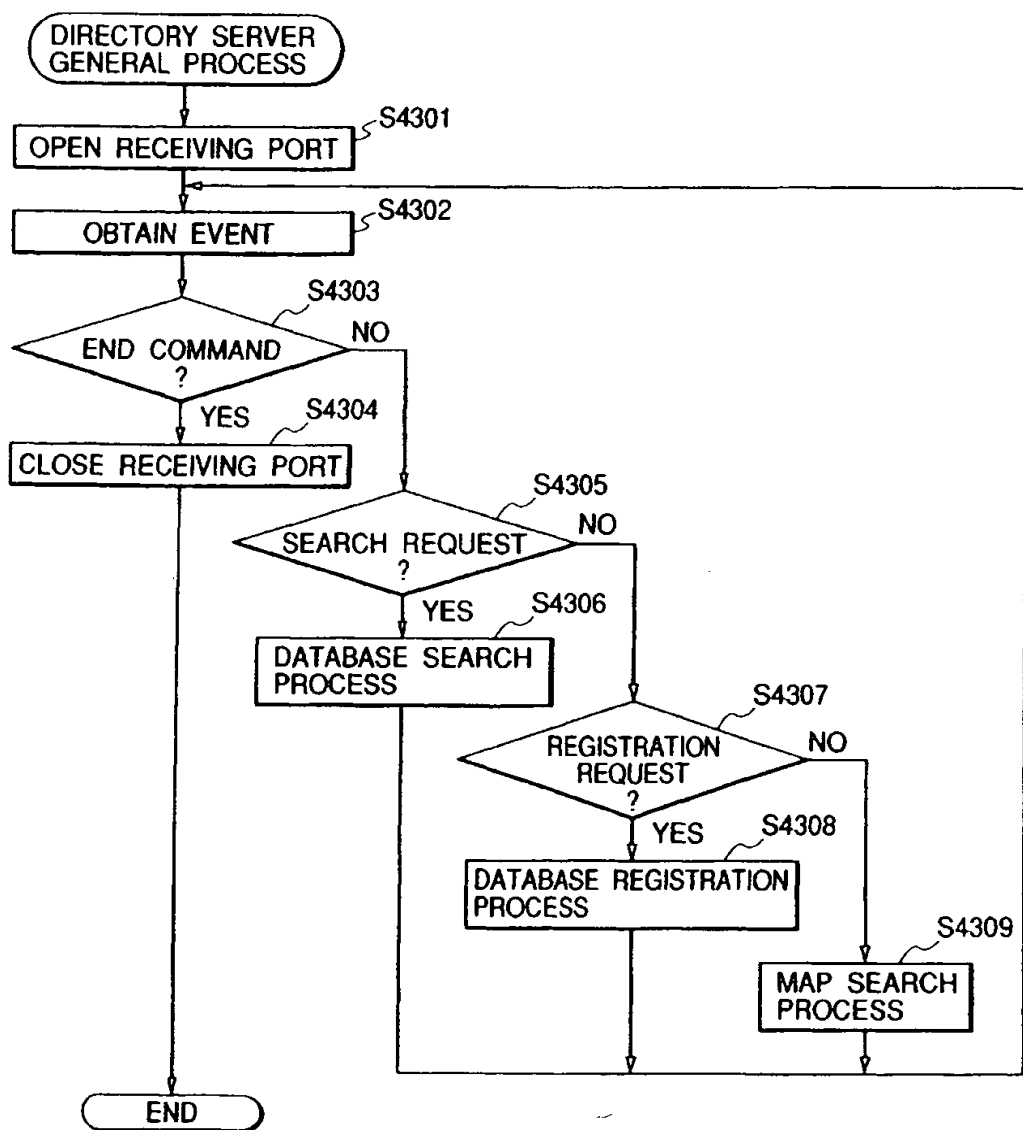 DIRECTORY SERVER
GENERAL PROCESS
S4301
OPEN RECEIVING PORT
S4302
OBTAIN EVENT
S4303
END COMMAND
?
NO
YES
S4304
CLOSE RECEIVING PORT
S4305
SEARCH REQUEST
?
NO
YES
S4306
DATABASE SEARCH
PROCESS
S4307
REGISTRATION
REQUEST
?
NO
YES
S4308
DATABASE REGISTRATION
PROCESS
S4309
MAP SEARCH
PROCESS
END